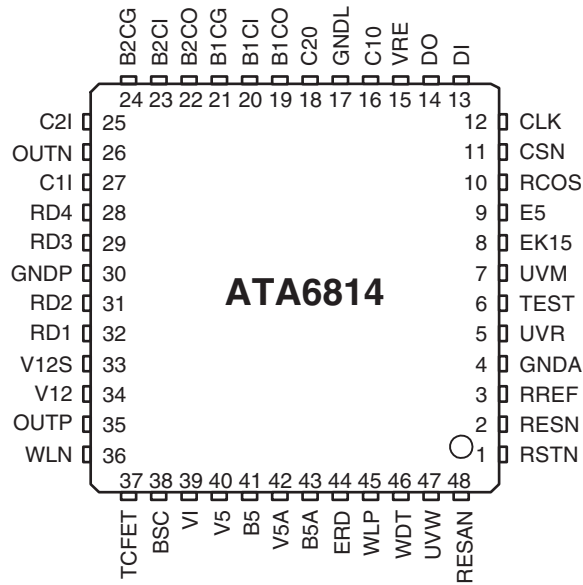 B2CG B2CI B2CO B1CG B1CI B1CO C20 GNDL C10 VRE DO DI
24 23 22 21 20 19 18 17 16 15 14 13
C2I 25 12 CLK
OUTN 26 11 CSN
C1I 27 10 RCOS
RD4 28 9 E5
RD3 29 8 EK15
GNDP 30 7 UVM
ATA6814
RD2 31 6 TEST
RD1 32 5 UVR
V12S 33 4 GNDA
V12 34 3 RREF
OUTP 35 2 RESN
WLN 36 1 RSTN
37 38 39 40 41 42 43 44 45 46 47 48
TCFET BSC VI V5 B5 V5A B5A ERD WLP WDT UVW RESAN